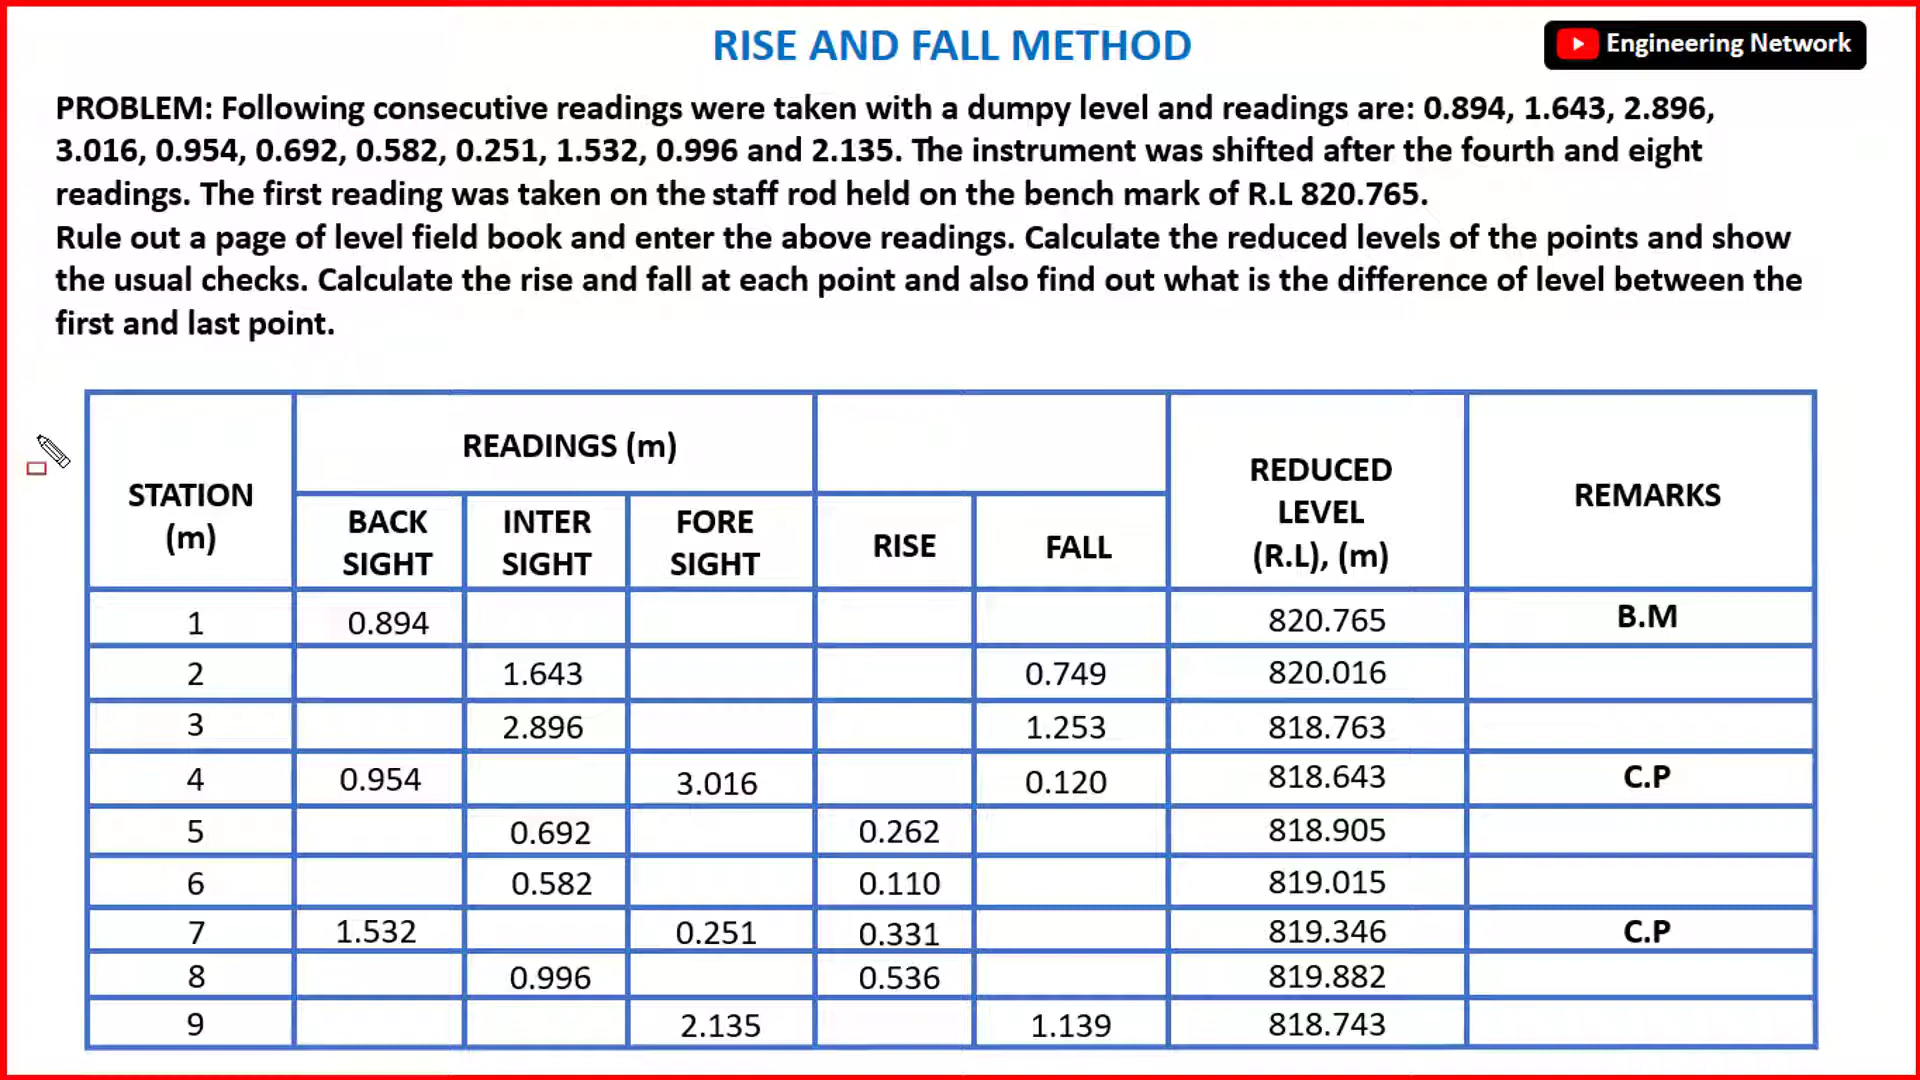 RISE AND FALL METHOD
Engineering Network
PROBLEM: Following consecutive readings were taken with a dumpy level and readings are: 0.894, 1.643, 2.896,
3.016, 0.954, 0.692, 0.582, 0.251, 1.532, 0.996 and 2.135. The instrument was shifted after the fourth and eight
readings. The first reading was taken on the staff rod held on the bench mark of R.L 820.765.
Rule out a page of level field book and enter the above readings. Calculate the reduced levels of the points and show
the usual checks. Calculate the rise and fall at each point and also find out what is the difference of level between the
first and last point.
STATION
(m)
READINGS (m)
BACK
SIGHT
INTER
SIGHT
FORE
SIGHT
RISE
FALL
REDUCED
LEVEL
(R.L), (m)
REMARKS
1 0.894 820.765 B.M
2 1.643 0.749 820.016
3 2.896 1.253 818.763
4 0.954 3.016 0.120 818.643 C.P
5 0.692 0.262 818.905
6 0.582 0.110 819.015
7 1.532 0.251 0.331 819.346 C.P
8 0.996 0.536 819.882
9 2.135 1.139 818.743